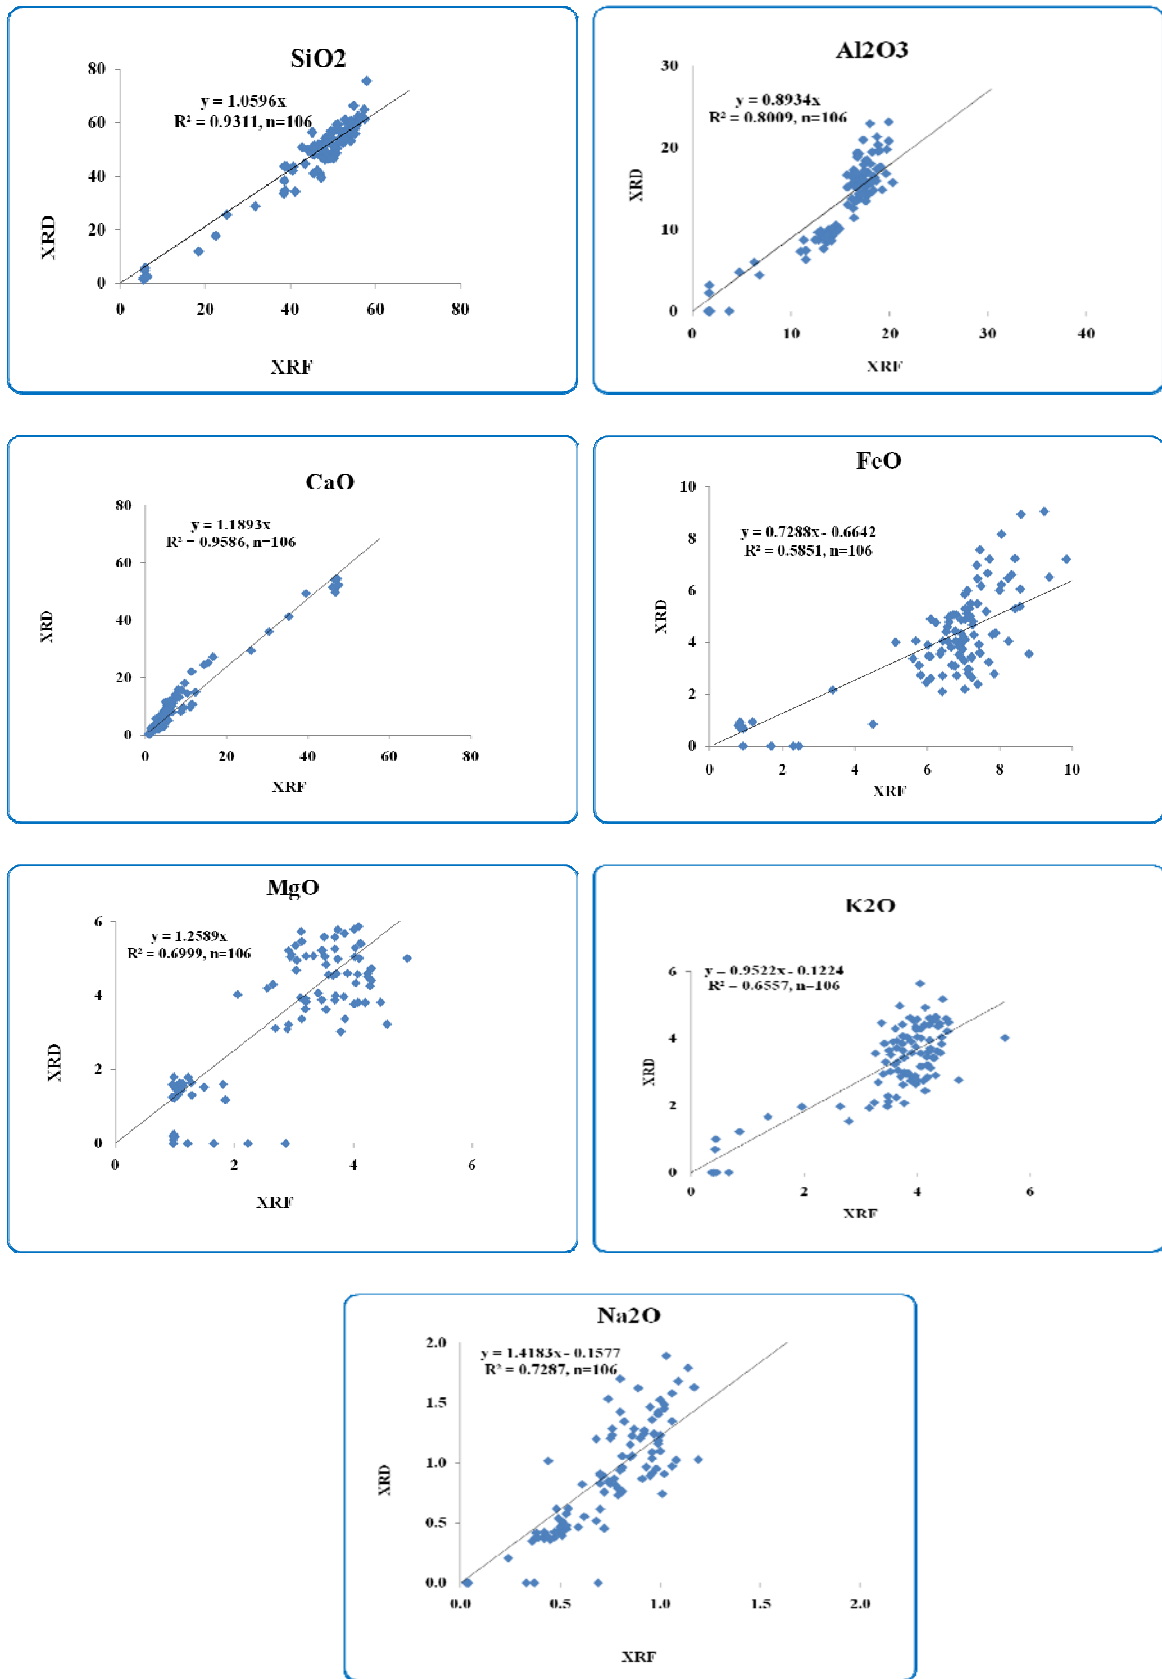 SiO2
80
y = 1.0596x
R² = 0.9311, n=106
60
40
XRD
20
0
0 20 40 60 80
XRF
Al2O3
30
y = 0.8934x
R² = 0.8009, n=106
20
XRD
10
0
0 10 20 30 40
XRF
CaO
80
y = 1.1893x
R² = 0.9586, n=106
60
XRD
40
20
0
0 20 40 60 80
XRF
FeO
10
y = 0.7288x - 0.6642
R² = 0.5851, n=106
8
6
XRD
4
2
0
0 2 4 6 8 10
XRF
MgO
6
y = 1.2589x
R² = 0.6999, n=106
4
XRD
2
0
0 2 4 6
XRF
K2O
6
y = 0.9522x - 0.1224
R² = 0.6557, n=106
4
XRD
2
0
0 2 4 6
XRF
Na2O
2.0
y = 1.4183x - 0.1577
R² = 0.7287, n=106
1.5
1.0
XRD
0.5
0.0
0.0 0.5 1.0 1.5 2.0
XRF